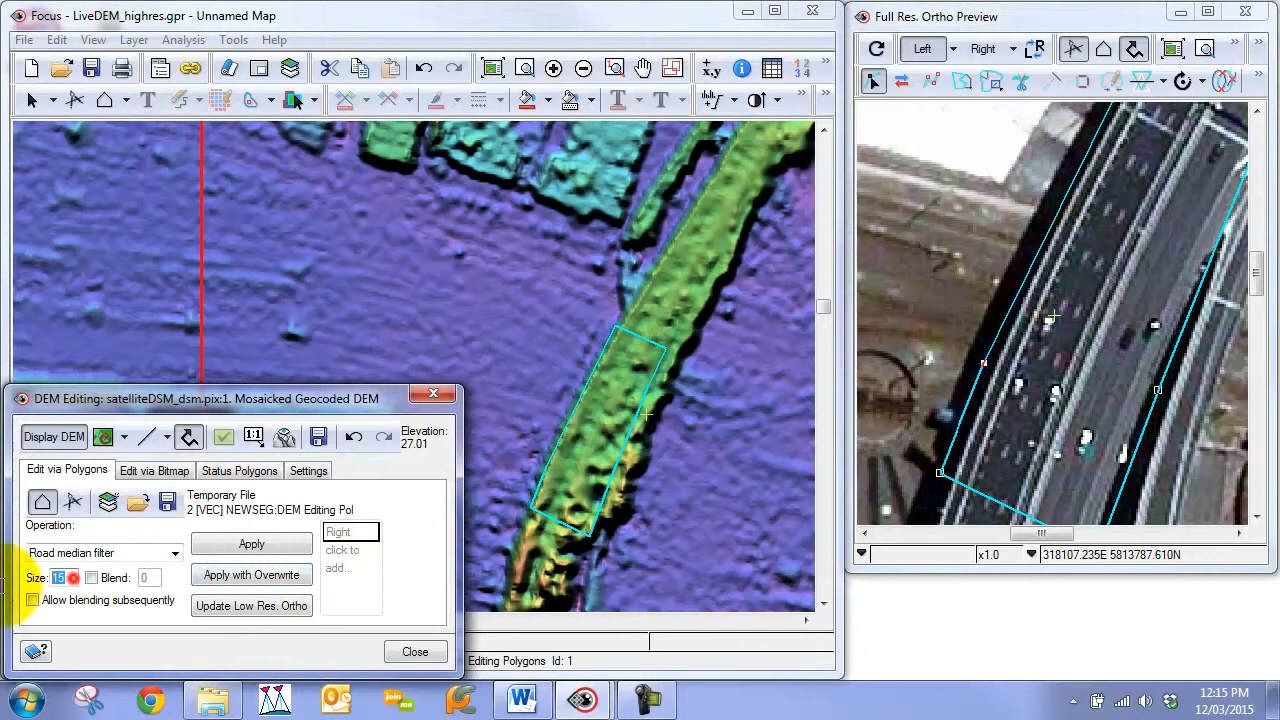 Focus - LiveDEM_highres.gpr - Unnamed Map
File Edit View Layer Analysis Tools Help
Full Res. Ortho Preview
Left Right
DEM Editing: satelliteDSM_dsm.pix:1. Mosaicked Geocoded DEM
Display DEM
Elevation:
27.01
Edit via Polygons Edit via Bitmap Status Polygons Settings
Temporary File
2 [VEC] NEWSEG:DEM Editing Pol
Operation:
Road median filter
Apply
Right
click to
add...
Size: 15 Blend: 0
Apply with Overwrite
Allow blending subsequently
Update Low Res. Ortho
Close
Editing Polygons Id: 1
x1.0 318107.235E 5813787.610N
12:15 PM
12/03/2015